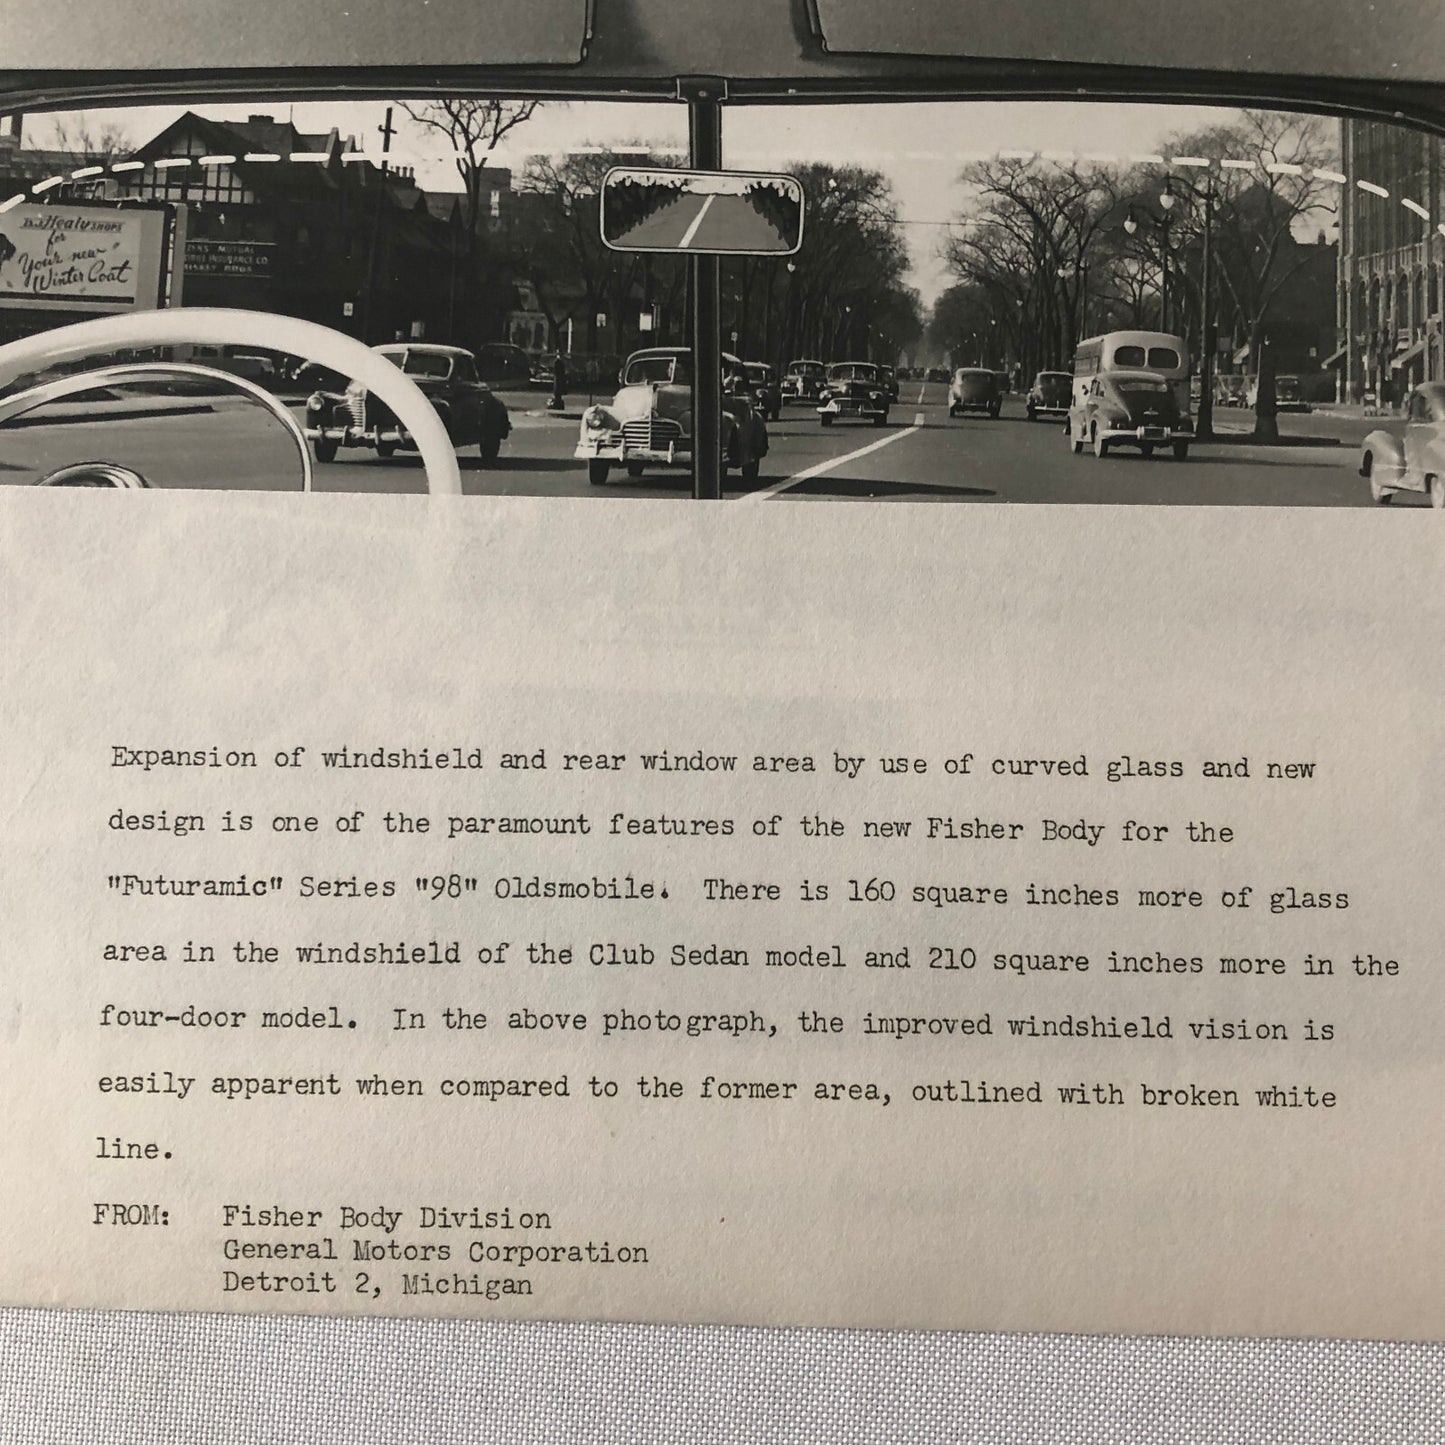 B.J. Healy SHOPS
for
"Your new"
Winter Coat
MUTUAL
INSURANCE CO
BROS
Expansion of windshield and rear window area by use of curved glass and new
design is one of the paramount features of the new Fisher Body for the
"Futuramic" Series "98" Oldsmobile. There is 160 square inches more of glass
area in the windshield of the Club Sedan model and 210 square inches more in the
four-door model. In the above photograph, the improved windshield vision is
easily apparent when compared to the former area, outlined with broken white
line.
FROM: Fisher Body Division
General Motors Corporation
Detroit 2, Michigan